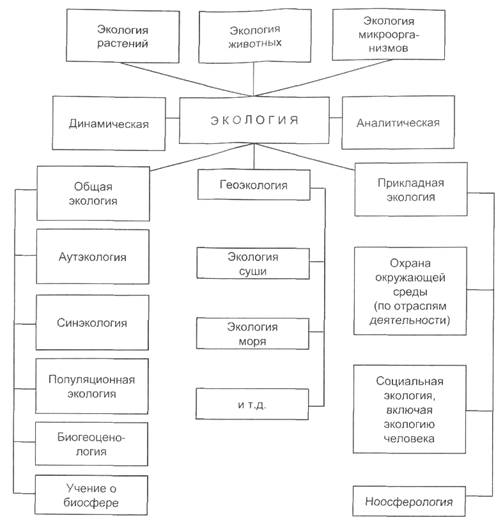 Экология
растений
Экология
животных
Экология
микроорга-
низмов
Динамическая
ЭКОЛОГИЯ
Аналитическая
Общая
экология
Геоэкология
Прикладная
экология
Аутэкология
Экология
суши
Охрана
окружающей
среды
(по отраслям
деятельности)
Синэкология
Экология
моря
Популяционная
экология
и т.д.
Социальная
экология,
включая
экологию
человека
Биогеоцено-
логия
Учение о
биосфере
Ноосферология